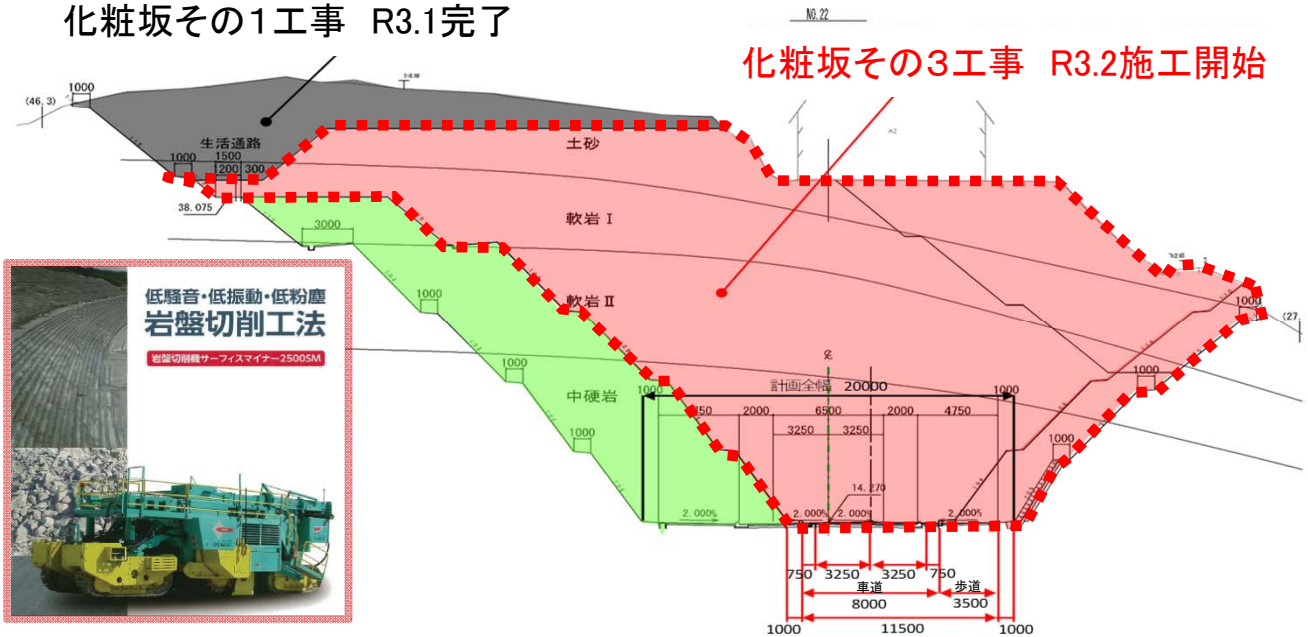 化粧坂その１工事　R3.1完了
NO.22
化粧坂その３工事　R3.2施工開始
1000
(46.3)
生活通路
1000
1500
200
300
38.075
土砂
軟岩Ⅰ
3000
軟岩Ⅱ
1000
1000
1000
中硬岩
(27.
1000
1000
1000
低騒音・低振動・低粉塵
岩盤切削工法
岩盤切削機サーフィスマイナー2500SM
1000
計画全幅 20000
1000
750
2000
6500
2000
4750
3250
3250
14.270
2.000%
2.000%
2.000%
2.000%
750
3250
3250
750
車道
歩道
8000
3500
1000
11500
1000